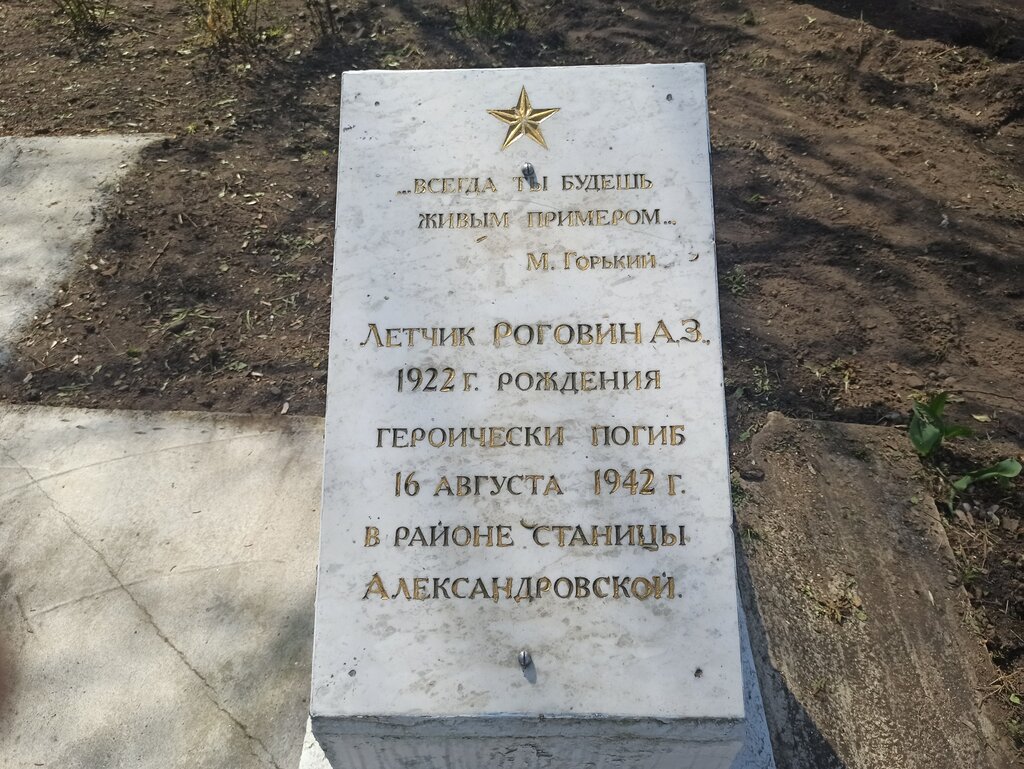 ...ВСЕГДА ТЫ БУДЕШЬ
ЖИВЫМ ПРИМЕРОМ...
М. ГОРЬКИЙ
ЛЕТЧИК РОГОВИН А.З.,
1922 Г. РОЖДЕНИЯ
ГЕРОИЧЕСКИ ПОГИБ
16 АВГУСТА 1942 Г.
В РАЙОНЕ СТАНИЦЫ
АЛЕКСАНДРОВСКОЙ.